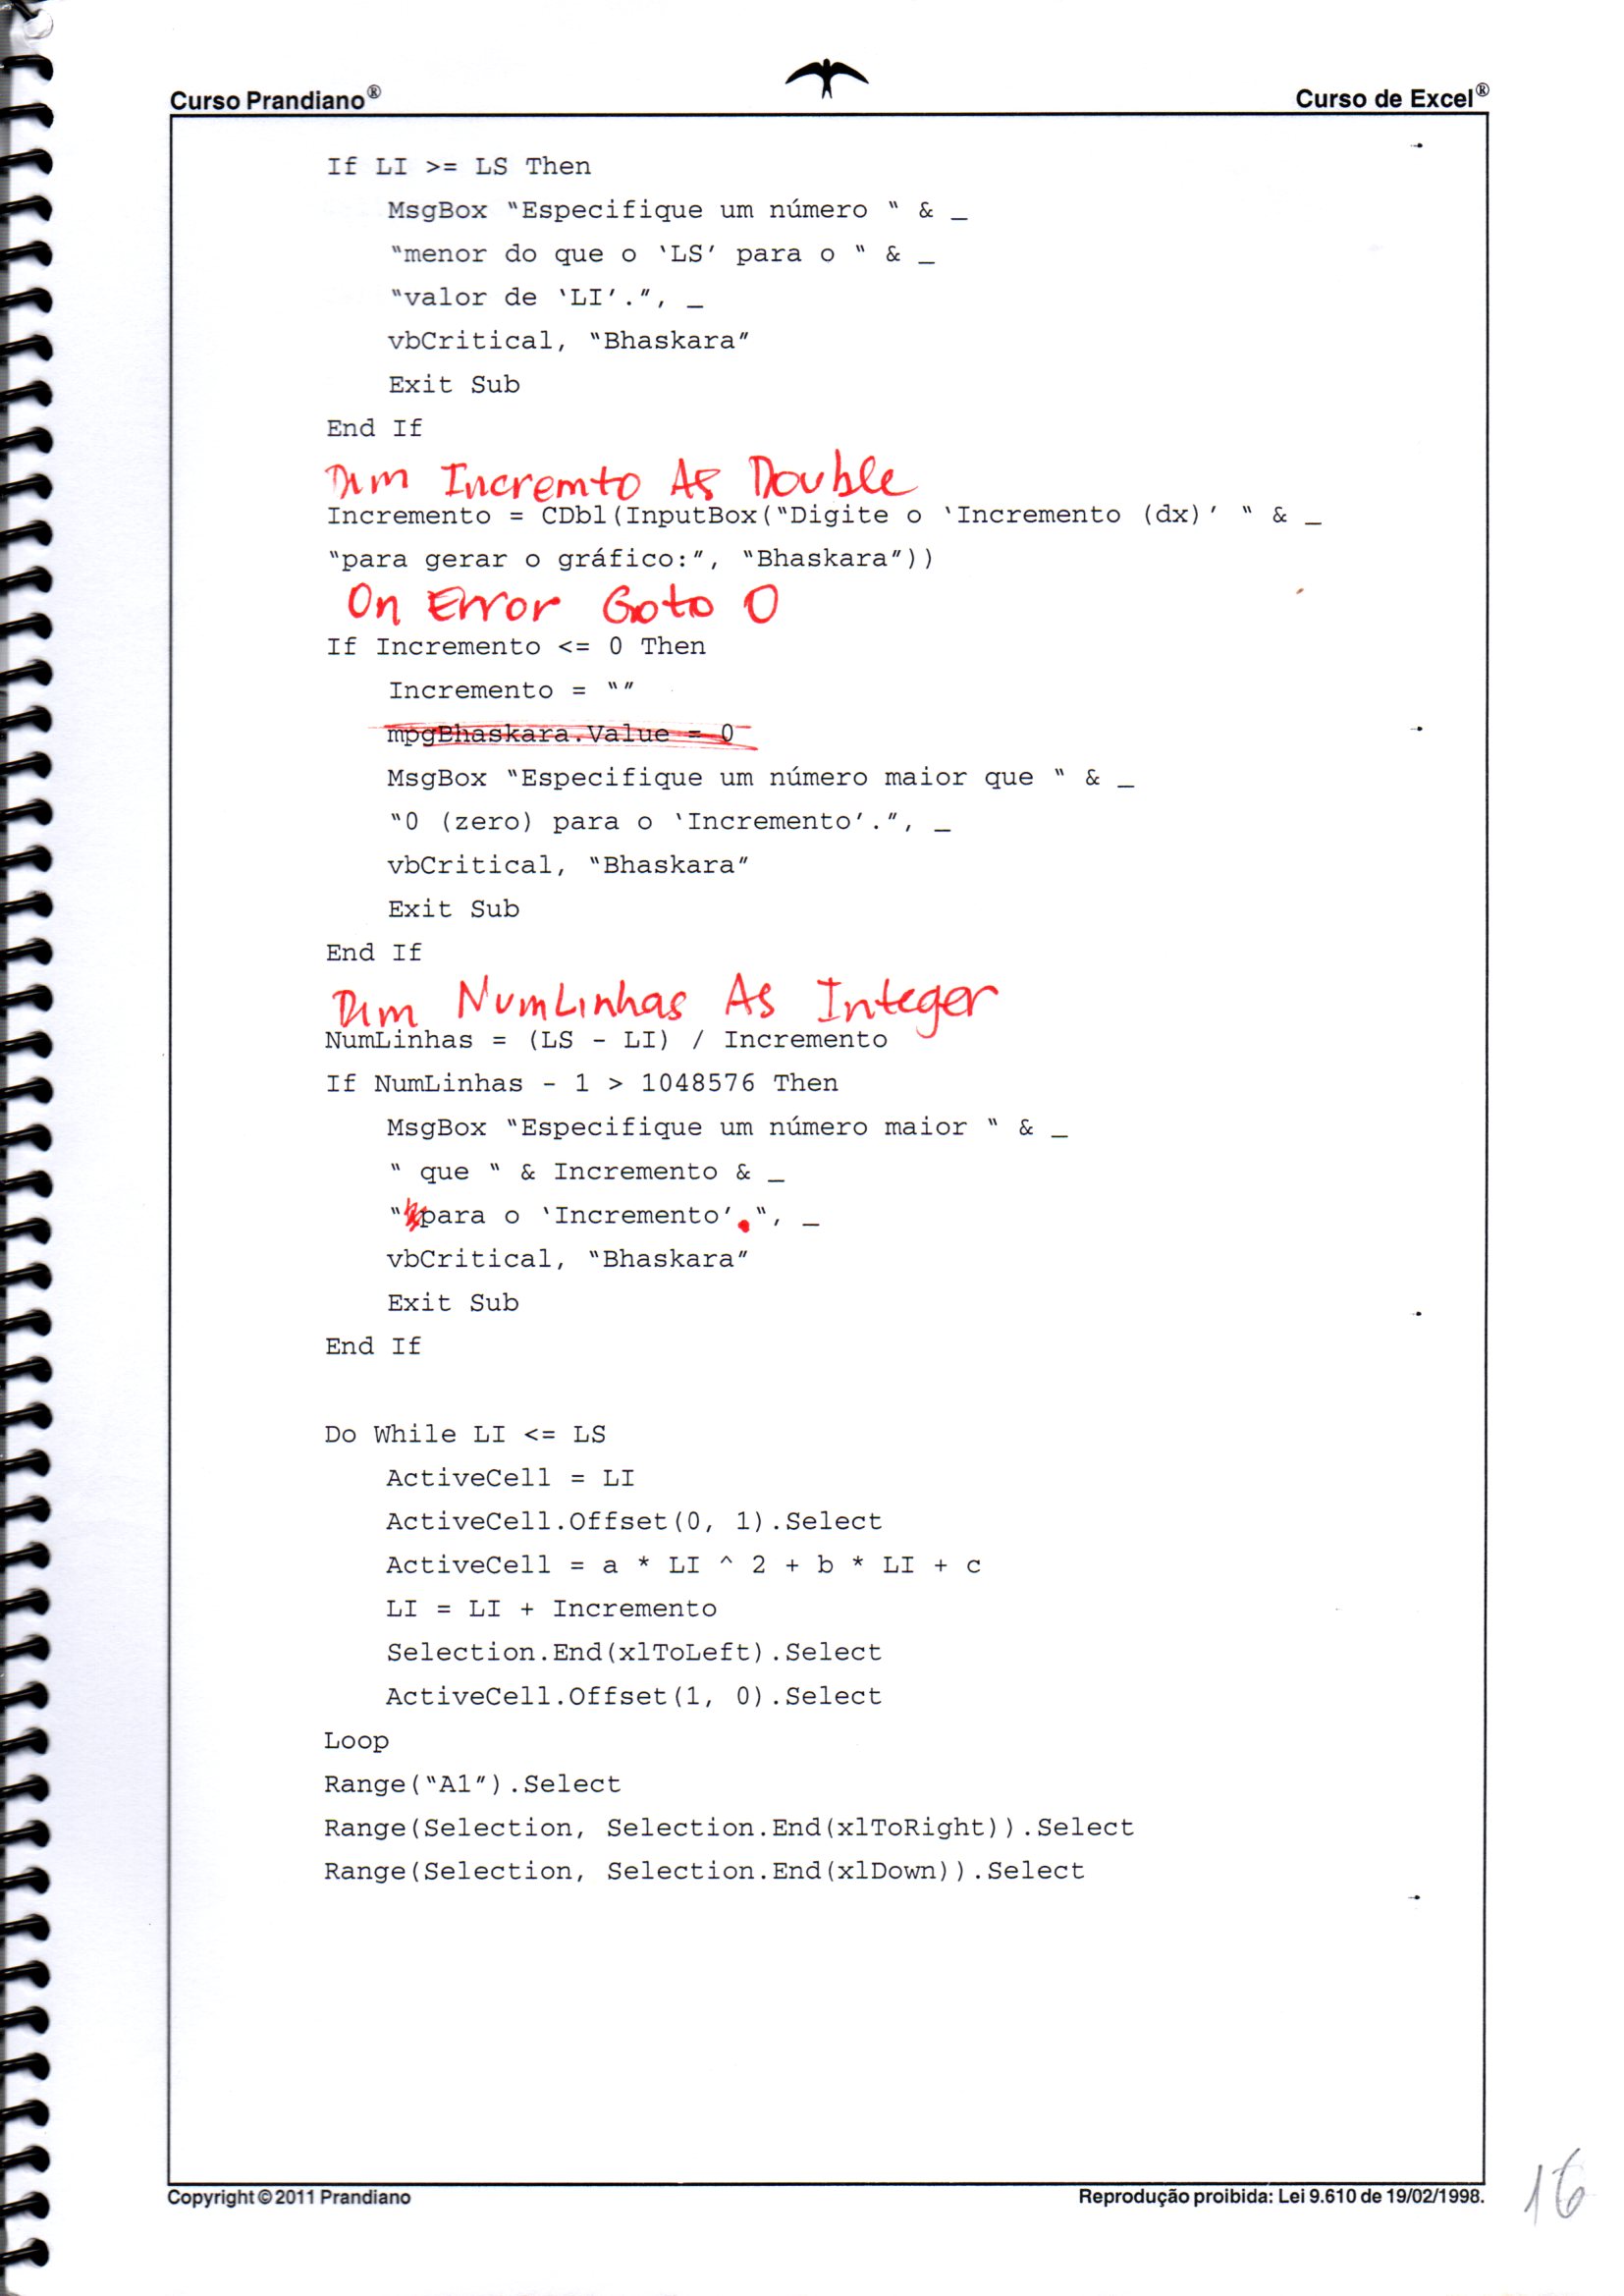 Curso Prandiano®
Curso de Excel®
If LI >= LS Then
MsgBox "Especifique um número " & _
"menor do que o 'LS' para o " & _
"valor de 'LI'.", _
vbCritical, "Bhaskara"
Exit Sub
End If
Dim Incremto As Double
Incremento = CDbl(InputBox("Digite o 'Incremento (dx)' " & _
"para gerar o gráfico:", "Bhaskara"))
On Error Goto 0
If Incremento <= 0 Then
Incremento = ""
mpgBhaskara.Value = 0
MsgBox "Especifique um número maior que " & _
"0 (zero) para o 'Incremento'.", _
vbCritical, "Bhaskara"
Exit Sub
End If
Dim NumLinhas As Integer
NumLinhas = (LS - LI) / Incremento
If NumLinhas - 1 > 1048576 Then
MsgBox "Especifique um número maior " & _
" que " & Incremento & _
"para o 'Incremento'.", _
vbCritical, "Bhaskara"
Exit Sub
End If
Do While LI <= LS
ActiveCell = LI
ActiveCell.Offset(0, 1).Select
ActiveCell = a * LI ^ 2 + b * LI + c
LI = LI + Incremento
Selection.End(xlToLeft).Select
ActiveCell.Offset(1, 0).Select
Loop
Range("A1").Select
Range(Selection, Selection.End(xlToRight)).Select
Range(Selection, Selection.End(xlDown)).Select
Copyright © 2011 Prandiano
Reprodução proibida: Lei 9.610 de 19/02/1998.
16